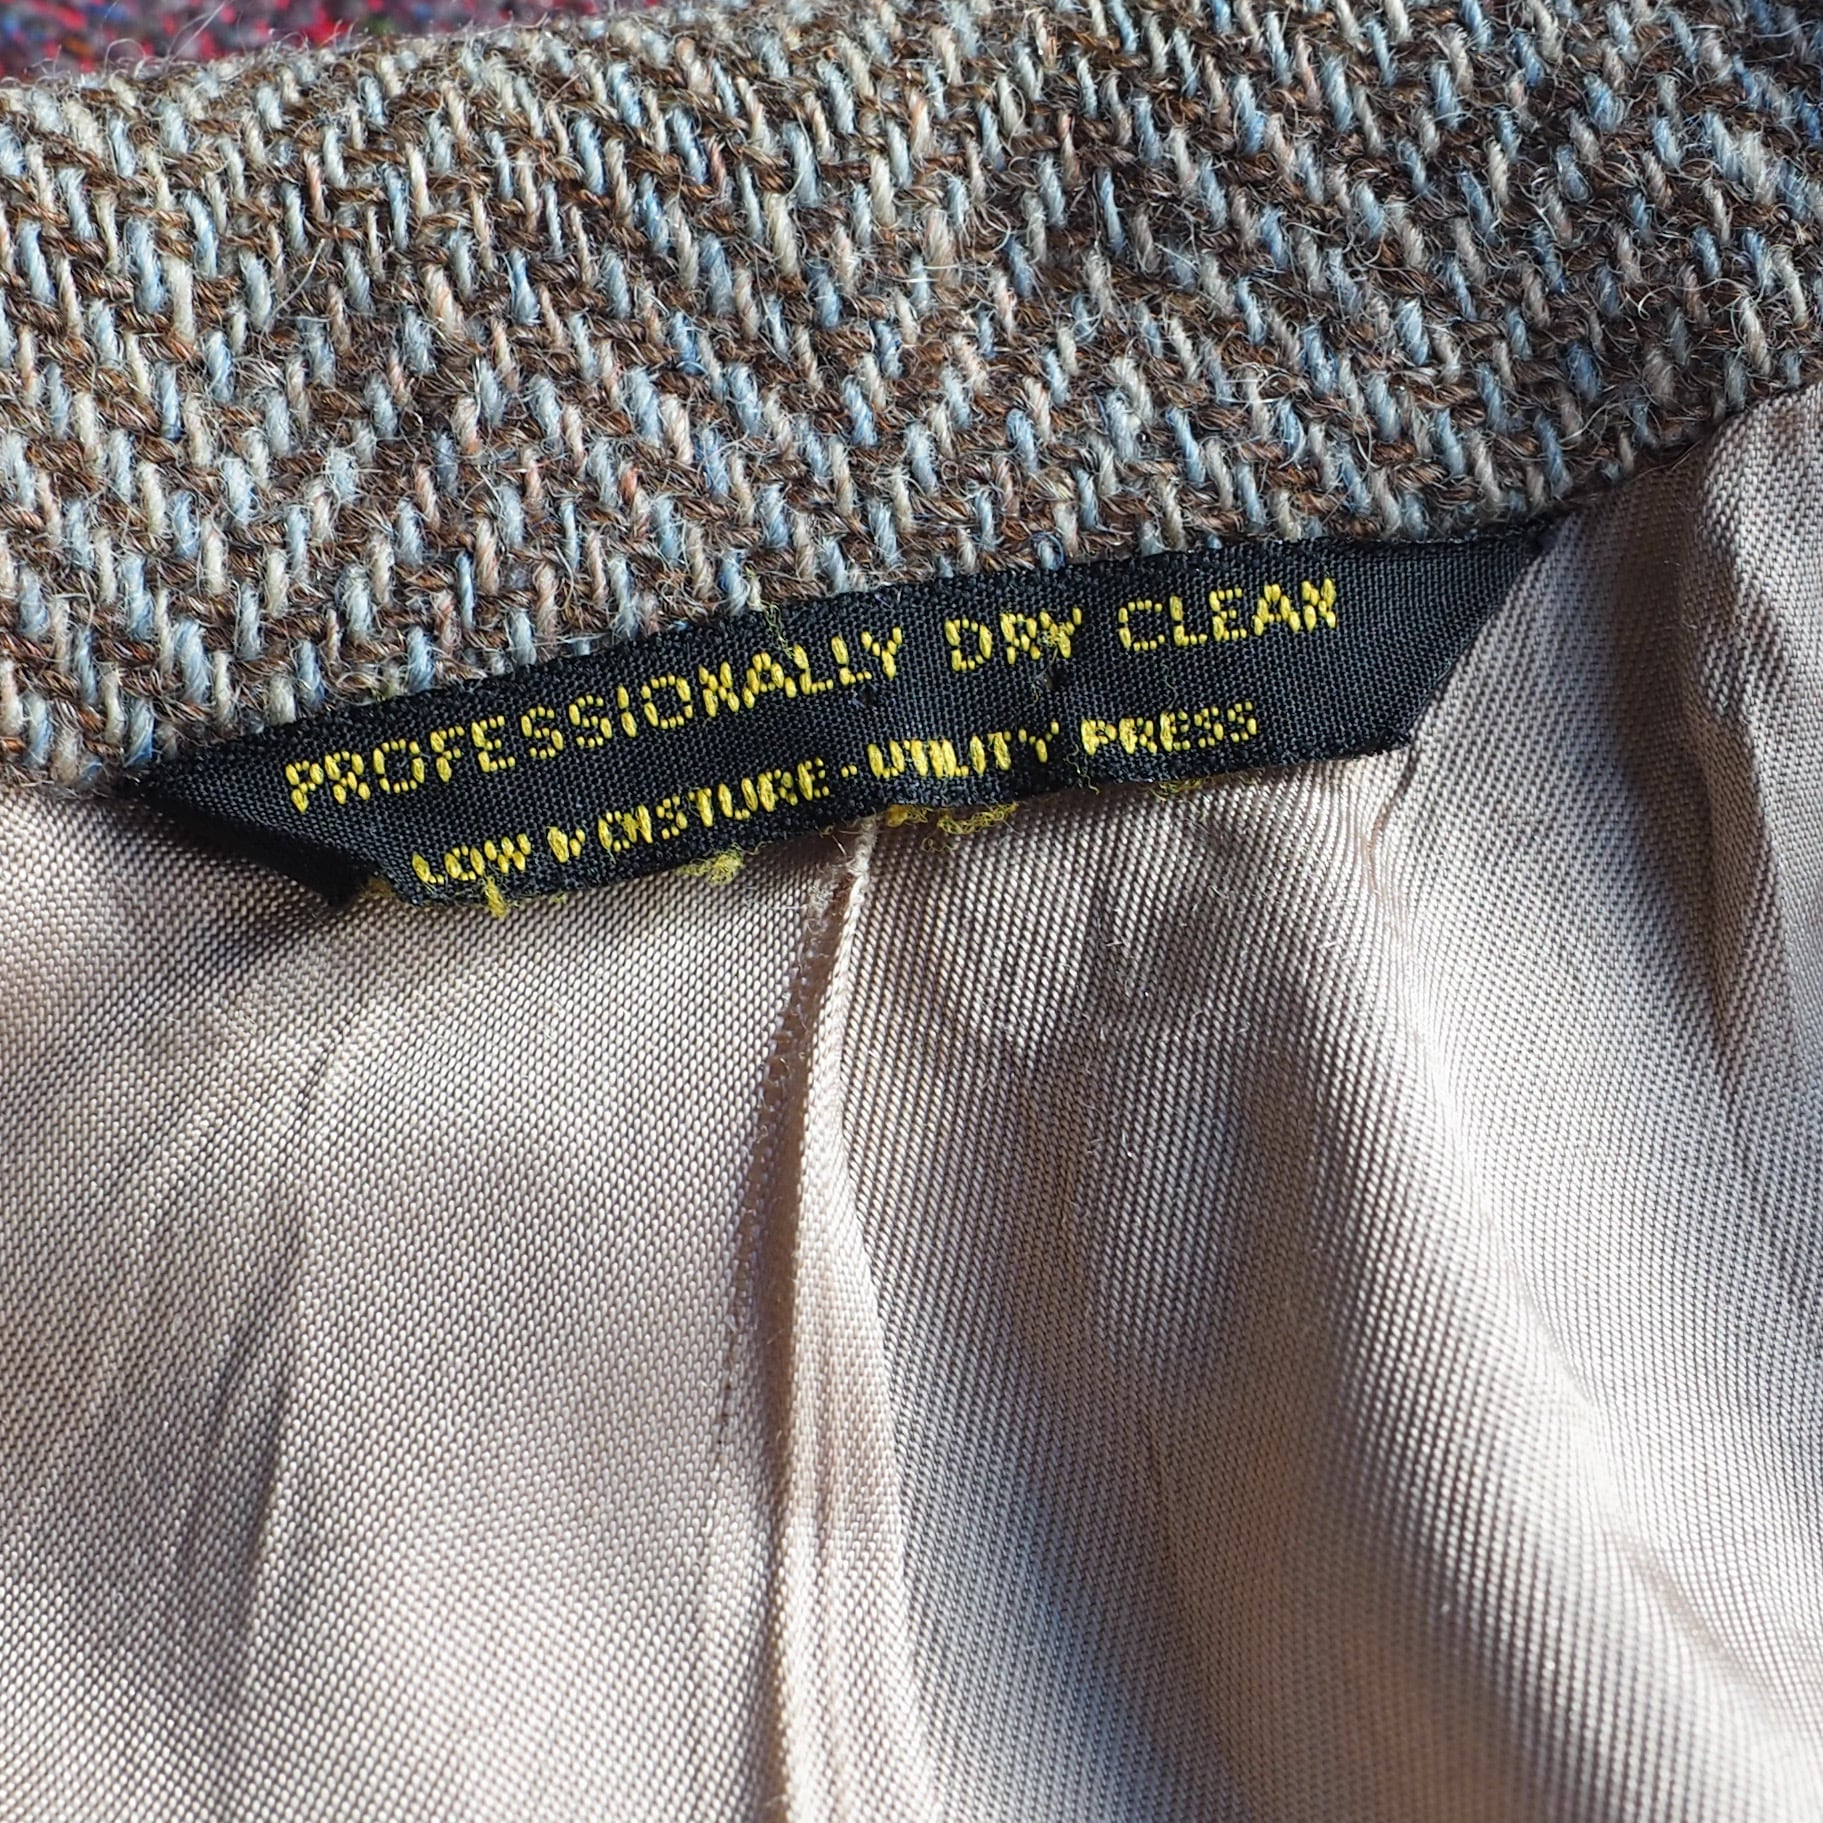 PROFESSIONALLY DRY CLEAN
LOW MOISTURE - UTILITY PRESS